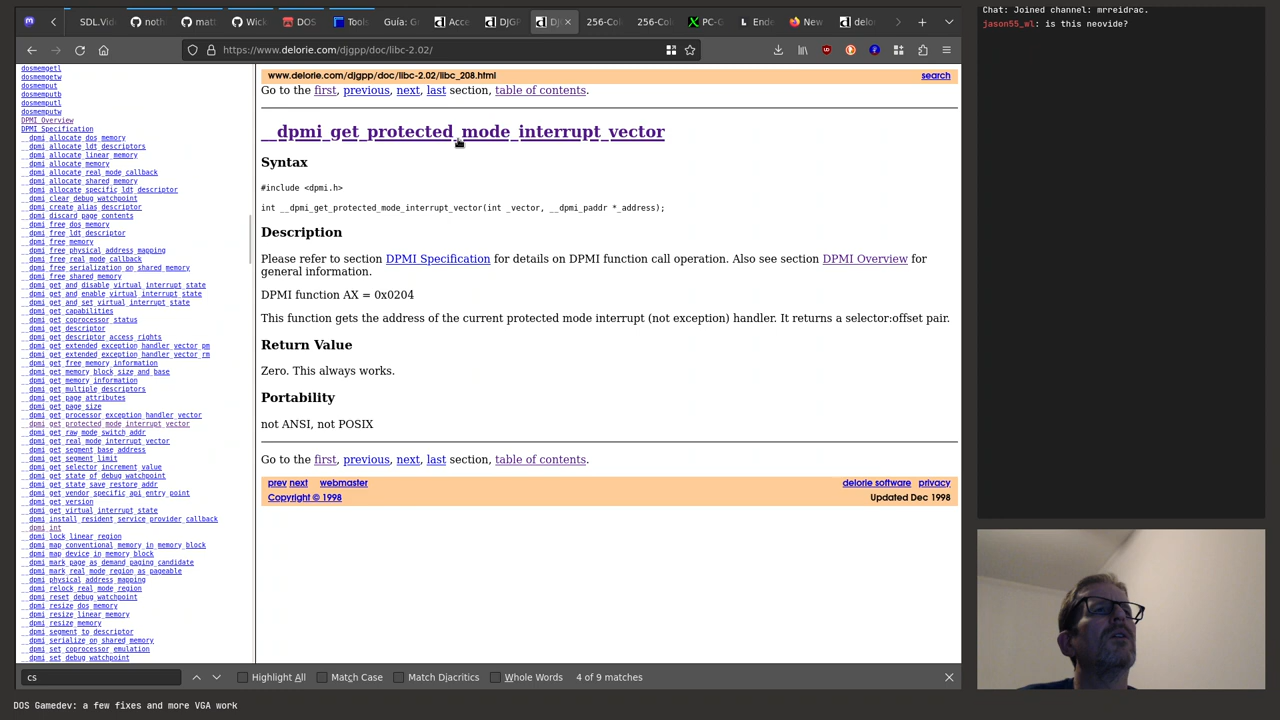 SDL.Vide
noth
matt
Wick
DOS
Tools
Guía: G
Acce
DJGP
D
256-Col
256-Col
PC-G
Ende
New
delor
https://www.delorie.com/djgpp/doc/libc-2.02/
dosmemgetl
dosmemgetw
dosmemput
dosmemputb
dosmemputl
dosmemputw
DPMI Overview
DPMI Specification
__dpmi_allocate_dos_memory
__dpmi_allocate_ldt_descriptors
__dpmi_allocate_linear_memory
__dpmi_allocate_memory
__dpmi_allocate_real_mode_callback
__dpmi_allocate_shared_memory
__dpmi_allocate_specific_ldt_descriptor
__dpmi_clear_debug_watchpoint
__dpmi_create_alias_descriptor
__dpmi_discard_page_contents
__dpmi_free_dos_memory
__dpmi_free_ldt_descriptor
__dpmi_free_memory
__dpmi_free_physical_address_mapping
__dpmi_free_real_mode_callback
__dpmi_free_serialization_on_shared_memory
__dpmi_free_shared_memory
__dpmi_get_and_disable_virtual_interrupt_state
__dpmi_get_and_enable_virtual_interrupt_state
__dpmi_get_and_set_virtual_interrupt_state
__dpmi_get_capabilities
__dpmi_get_coprocessor_status
__dpmi_get_descriptor
__dpmi_get_descriptor_access_rights
__dpmi_get_extended_exception_handler_vector_pm
__dpmi_get_extended_exception_handler_vector_rm
__dpmi_get_free_memory_information
__dpmi_get_memory_block_size_and_base
__dpmi_get_memory_information
__dpmi_get_multiple_descriptors
__dpmi_get_page_attributes
__dpmi_get_page_size
__dpmi_get_processor_exception_handler_vector
__dpmi_get_protected_mode_interrupt_vector
__dpmi_get_raw_mode_switch_addr
__dpmi_get_real_mode_interrupt_vector
__dpmi_get_segment_base_address
__dpmi_get_segment_limit
__dpmi_get_selector_increment_value
__dpmi_get_state_of_debug_watchpoint
__dpmi_get_state_save_restore_addr
__dpmi_get_vendor_specific_api_entry_point
__dpmi_get_version
__dpmi_get_virtual_interrupt_state
__dpmi_install_resident_service_provider_callback
__dpmi_int
__dpmi_lock_linear_region
__dpmi_map_conventional_memory_in_memory_block
__dpmi_map_device_in_memory_block
__dpmi_mark_page_as_demand_paging_candidate
__dpmi_mark_real_mode_region_as_pageable
__dpmi_physical_address_mapping
__dpmi_relock_real_mode_region
__dpmi_reset_debug_watchpoint
__dpmi_resize_dos_memory
__dpmi_resize_linear_memory
__dpmi_resize_memory
__dpmi_segment_to_descriptor
__dpmi_serialize_on_shared_memory
__dpmi_set_coprocessor_emulation
__dpmi_set_debug_watchpoint
www.delorie.com/djgpp/doc/libc-2.02/libc_208.html search
Go to the first, previous, next, last section, table of contents.
__dpmi_get_protected_mode_interrupt_vector
Syntax
#include <dpmi.h>
int __dpmi_get_protected_mode_interrupt_vector(int _vector, __dpmi_paddr *_address);
Description
Please refer to section DPMI Specification for details on DPMI function call operation. Also see section DPMI Overview for
general information.
DPMI function AX = 0x0204
This function gets the address of the current protected mode interrupt (not exception) handler. It returns a selector:offset pair.
Return Value
Zero. This always works.
Portability
not ANSI, not POSIX
Go to the first, previous, next, last section, table of contents.
prev next webmaster delorie software privacy
Copyright © 1998 Updated Dec 1998
cs
Highlight All
Match Case
Match Diacritics
Whole Words
4 of 9 matches
Chat: Joined channel: mrreidrac.
jason55_wl: is this neovide?
DOS Gamedev: a few fixes and more VGA work